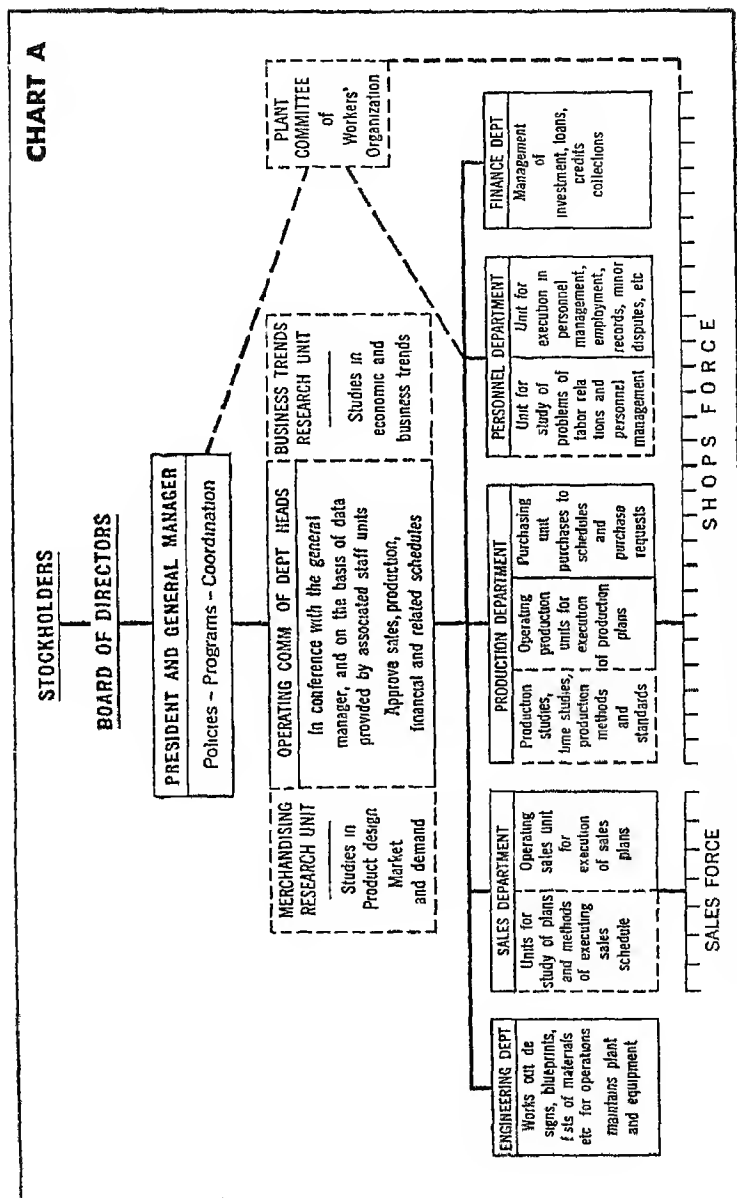 CHART A
STOCKHOLDERS
BOARD OF DIRECTORS
PRESIDENT AND GENERAL MANAGER
Policies – Programs – Coordination
PLANT
COMMITTEE
of
Workers'
Organization
MERCHANDISING
RESEARCH UNIT
Studies in
Product design
Market
and demand
OPERATING COMM OF DEPT HEADS
In conference with the general
manager, and on the basis of data
provided by associated staff units
Approve sales, production,
financial and related schedules
BUSINESS TRENDS
RESEARCH UNIT
Studies in
economic and
business trends
ENGINEERING DEPT
Works out de
signs, blueprints,
lists of materials
etc for operations
maintains plant
and equipment
SALES DEPARTMENT
Units for
study of plans
and methods
of executing
sales
schedule
Operating
sales unit
for
execution
of sales
plans
PRODUCTION DEPARTMENT
Production
studies,
time studies,
production
methods
and
standards
Operating
production
units for
execution
of production
plans
Purchasing
unit
purchases to
schedules
and
purchase
requests
PERSONNEL DEPARTMENT
Unit for
study of
problems of
labor rela
tions and
personnel
management
Unit for
execution in
personnel
management,
employment,
records, minor
disputes, etc
FINANCE DEPT
Management
of
investment, loans,
credits
collections
SALES FORCE
SHOPS FORCE